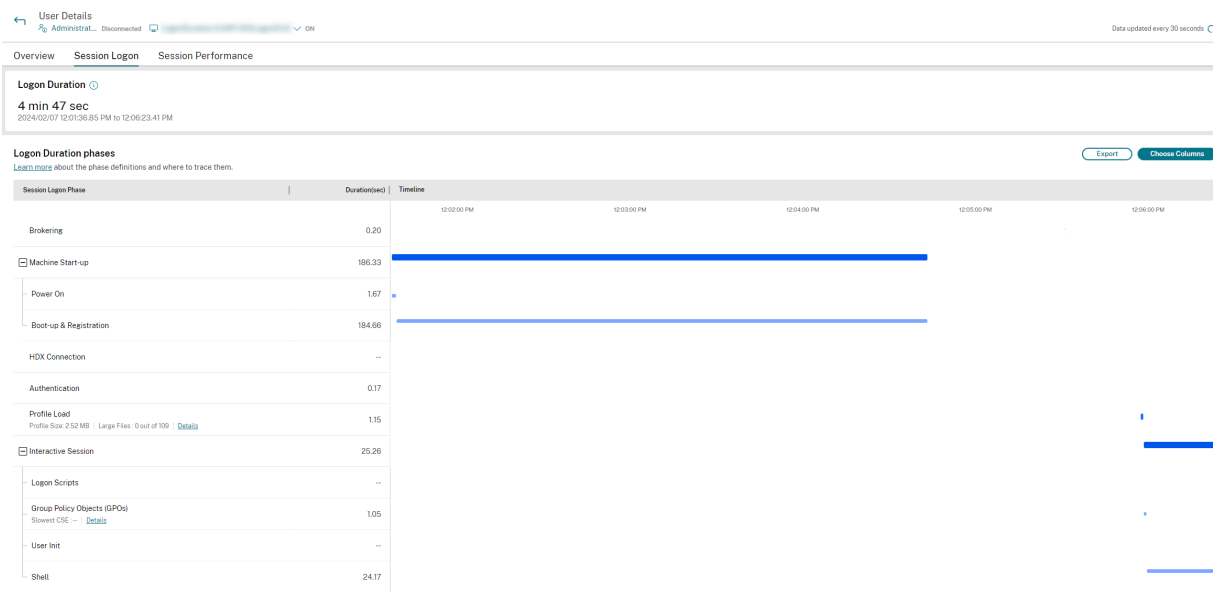 User Details
Administrat... Disconnected ON
Data updated every 30 seconds
Overview Session Logon Session Performance
Logon Duration
4 min 47 sec
2024/02/07 12:01:36.85 PM to 12:06:23.41 PM
Logon Duration phases
Export Choose Columns
Learn more about the phase definitions and where to trace them.
Session Logon Phase Duration(sec) Timeline
12:02:00 PM 12:03:00 PM 12:04:00 PM 12:05:00 PM 12:06:00 PM
Brokering 0.20
Machine Start-up 186.33
Power On 1.67
Boot-up & Registration 184.66
HDX Connection --
Authentication 0.17
Profile Load 1.15
Profile Size: 2.52 MB | Large Files : 0 out of 109 | Details
Interactive Session 25.26
Logon Scripts --
Group Policy Objects (GPOs) 1.05
Slowest CSE :-- | Details
User Init --
Shell 24.17